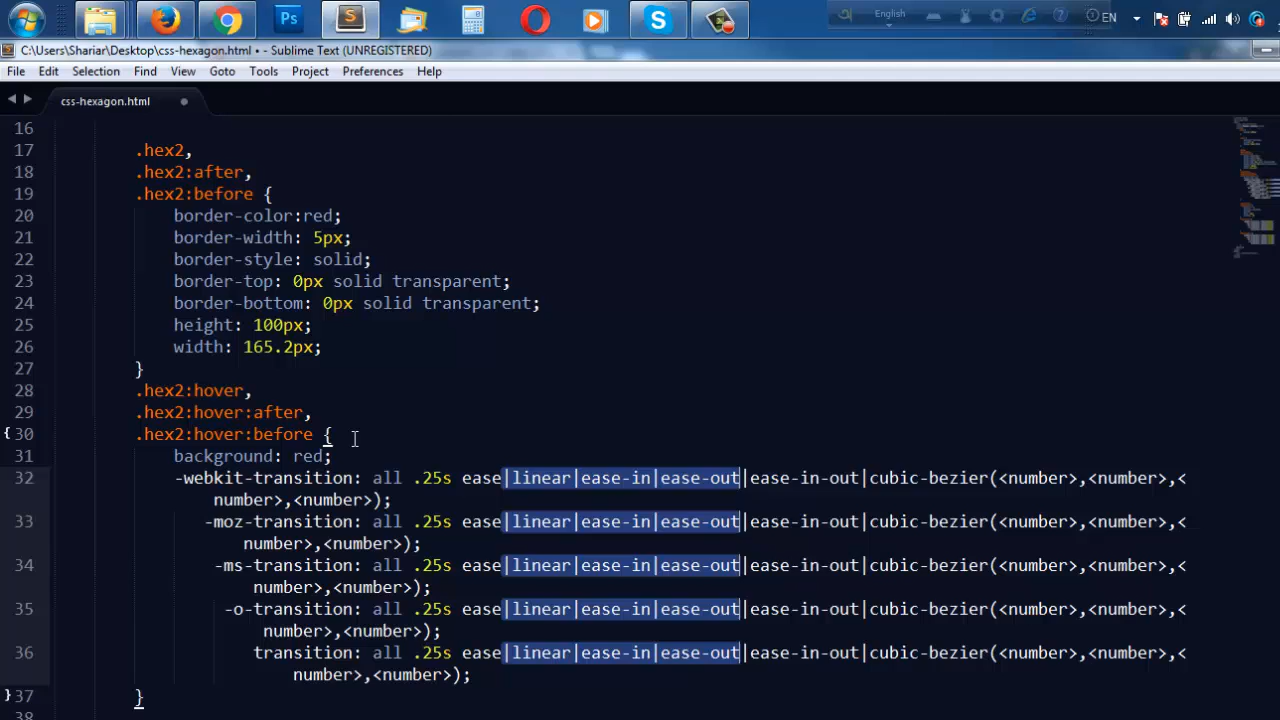 Ps
S
S
English
EN
C:\Users\Shariar\Desktop\css-hexagon.html • - Sublime Text (UNREGISTERED)
File Edit Selection Find View Goto Tools Project Preferences Help
css-hexagon.html
16
17 .hex2,
18 .hex2:after,
19 .hex2:before {
20 border-color:red;
21 border-width: 5px;
22 border-style: solid;
23 border-top: 0px solid transparent;
24 border-bottom: 0px solid transparent;
25 height: 100px;
26 width: 165.2px;
27 }
28 .hex2:hover,
29 .hex2:hover:after,
{30 .hex2:hover:before {
31 background: red;
32 -webkit-transition: all .25s ease|linear|ease-in|ease-out|ease-in-out|cubic-bezier(<number>,<number>,<
number>,<number>);
33 -moz-transition: all .25s ease|linear|ease-in|ease-out|ease-in-out|cubic-bezier(<number>,<number>,<
number>,<number>);
34 -ms-transition: all .25s ease|linear|ease-in|ease-out|ease-in-out|cubic-bezier(<number>,<number>,<
number>,<number>);
35 -o-transition: all .25s ease|linear|ease-in|ease-out|ease-in-out|cubic-bezier(<number>,<number>,<
number>,<number>);
36 transition: all .25s ease|linear|ease-in|ease-out|ease-in-out|cubic-bezier(<number>,<number>,<
number>,<number>);
}37 }
38